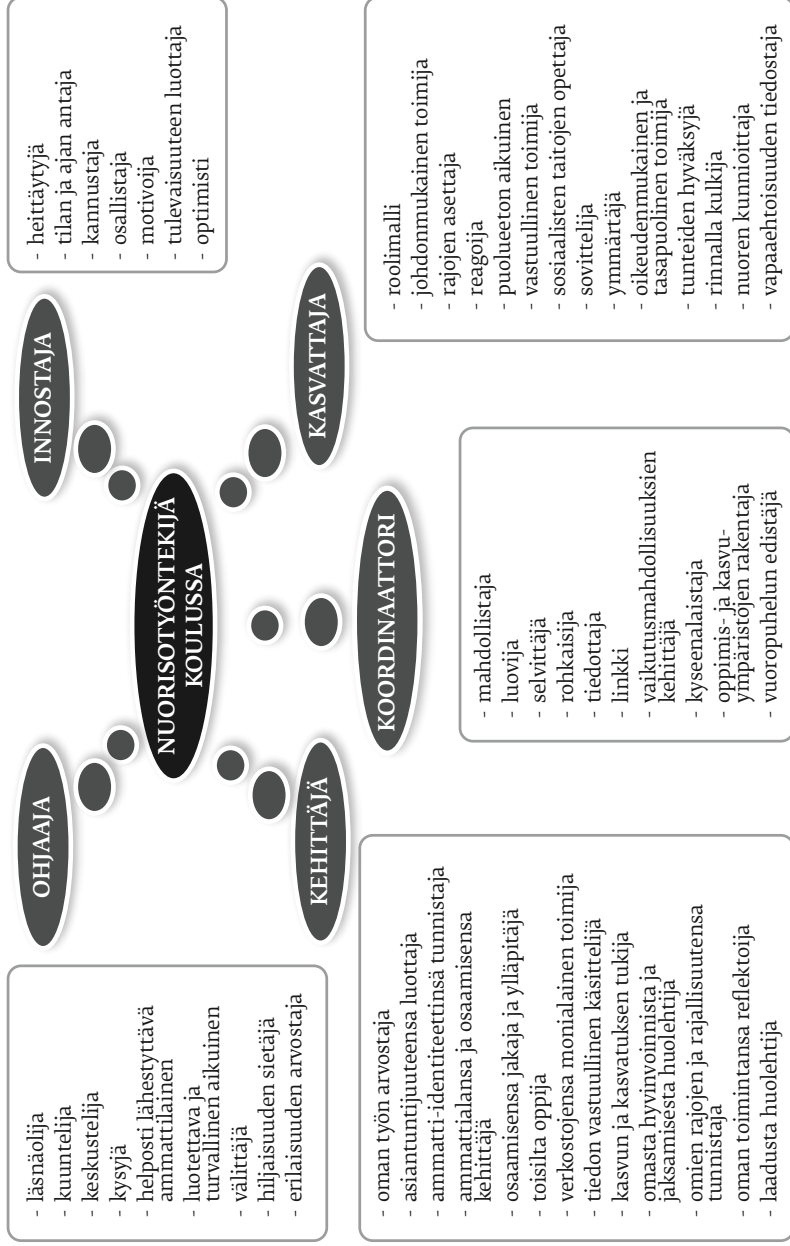 NUORISOTYÖNTEKIJÄ
KOULUSSA
OHJAAJA
- läsnäolija
- kuuntelija
- keskustelija
- kysyjä
- helposti lähestyttävä
ammattilainen
- luotettava ja
turvallinen aikuinen
- välittäjä
- hiljaisuuden sietäjä
- erilaisuuden arvostaja
INNOSTAJA
- heittäytyjä
- tilan ja ajan antaja
- kannustaja
- osallistaja
- motivoija
- tulevaisuuteen luottaja
- optimisti
KEHITTÄJÄ
- oman työn arvostaja
- asiantuntijuuteensa luottaja
- ammatti-identiteettinsä tunnistaja
- ammattialansa ja osaamisensa
kehittäjä
- osaamisensa jakaja ja ylläpitäjä
- toisilta oppija
- verkostojensa monialainen toimija
- tiedon vastuullinen käsittelijä
- kasvun ja kasvatuksen tukija
- omasta hyvinvoinnista ja
jaksamisesta huolehtija
- omien rajojen ja rajallisuutensa
tunnistaja
- oman toimintansa reflektoija
- laadusta huolehtija
KOORDINAATTORI
- mahdollistaja
- luovija
- selvittäjä
- rohkaisija
- tiedottaja
- linkki
- vaikutusmahdollisuuksien
kehittäjä
- kyseenalaistaja
- oppimis- ja kasvu-
ympäristöjen rakentaja
- vuoropuhelun edistäjä
KASVATTAJA
- roolimalli
- johdonmukainen toimija
- rajojen asettaja
- reagoija
- puolueeton aikuinen
- vastuullinen toimija
- sosiaalisten taitojen opettaja
- sovittelija
- ymmärtäjä
- oikeudenmukainen ja
tasapuolinen toimija
- tunteiden hyväksyjä
- rinnalla kulkija
- nuoren kunnioittaja
- vapaaehtoisuuden tiedostaja